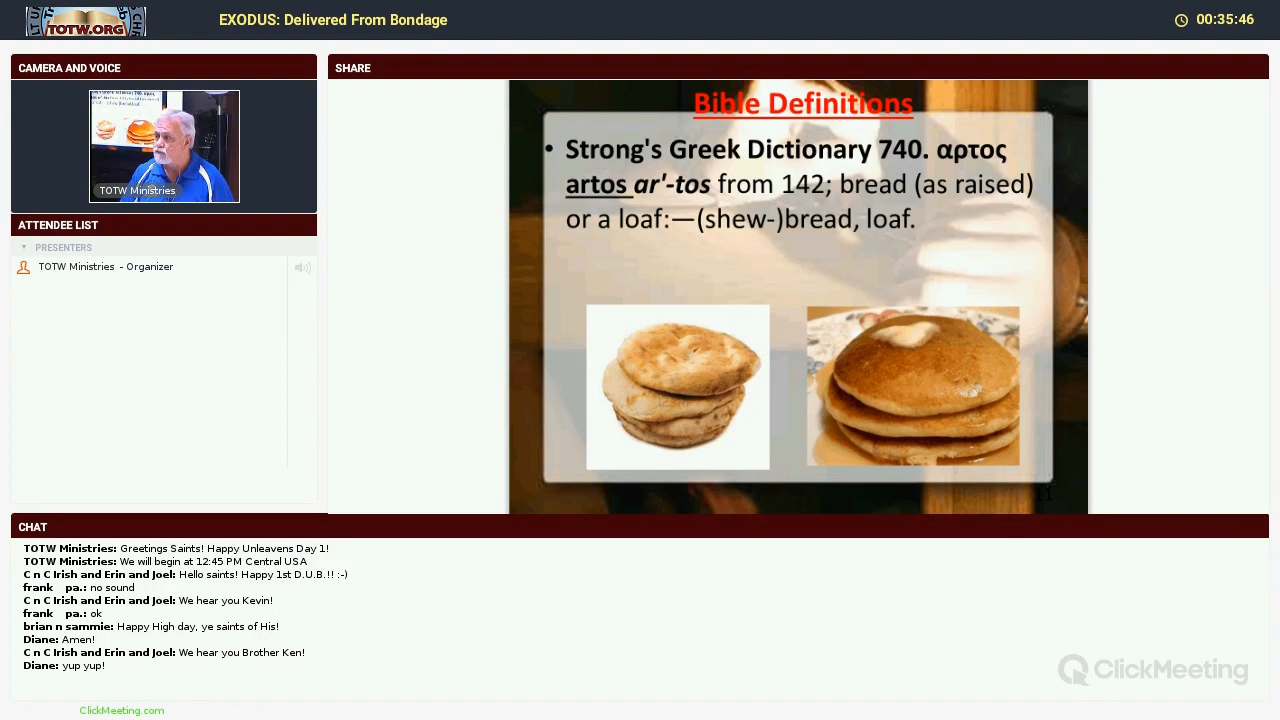 TOTW.ORG
EXODUS: Delivered From Bondage
00:35:46
CAMERA AND VOICE
TOTW Ministries
ATTENDEE LIST
PRESENTERS
TOTW Ministries - Organizer
SHARE
Bible Definitions
• Strong's Greek Dictionary 740. αρτος
artos ar'-tos from 142; bread (as raised)
or a loaf:—(shew-)bread, loaf.
11
CHAT
TOTW Ministries: Greetings Saints! Happy Unleavens Day 1!
TOTW Ministries: We will begin at 12:45 PM Central USA
C n C Irish and Erin and Joel: Hello saints! Happy 1st D.U.B.!! :-)
frank pa.: no sound
C n C Irish and Erin and Joel: We hear you Kevin!
frank pa.: ok
brian n sammie: Happy High day, ye saints of His!
Diane: Amen!
C n C Irish and Erin and Joel: We hear you Brother Ken!
Diane: yup yup!
ClickMeeting
ClickMeeting.com